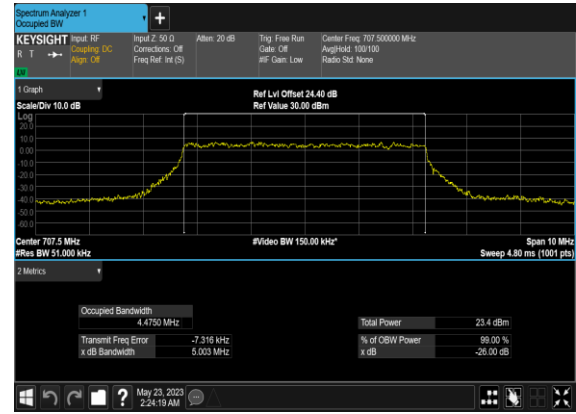 Spectrum Analyzer 1
Occupied BW
KEYSIGHT
R T
LW
Input: RF
Coupling: DC
Align: Off
Input Z: 50 Ω
Corrections: Off
Freq Ref: Int (S)
Atten: 20 dB
Trig: Free Run
Gate: Off
#IF Gain: Low
Center Freq: 707.500000 MHz
Avg|Hold: 100/100
Radio Std: None
1 Graph
Scale/Div 10.0 dB
Ref Lvl Offset 24.40 dB
Ref Value 30.00 dBm
Log
20.0
10.0
0.00
-10.0
-20.0
-30.0
-40.0
-50.0
-60.0
Center 707.5 MHz
#Res BW 51.000 kHz
#Video BW 150.00 kHz*
Span 10 MHz
Sweep 4.80 ms (1001 pts)
2 Metrics
Occupied Bandwidth
4.4750 MHz
Transmit Freq Error -7.316 kHz
x dB Bandwidth 5.003 MHz
Total Power 23.4 dBm
% of OBW Power 99.00 %
x dB -26.00 dB
?
May 23, 2023
2:24:19 AM